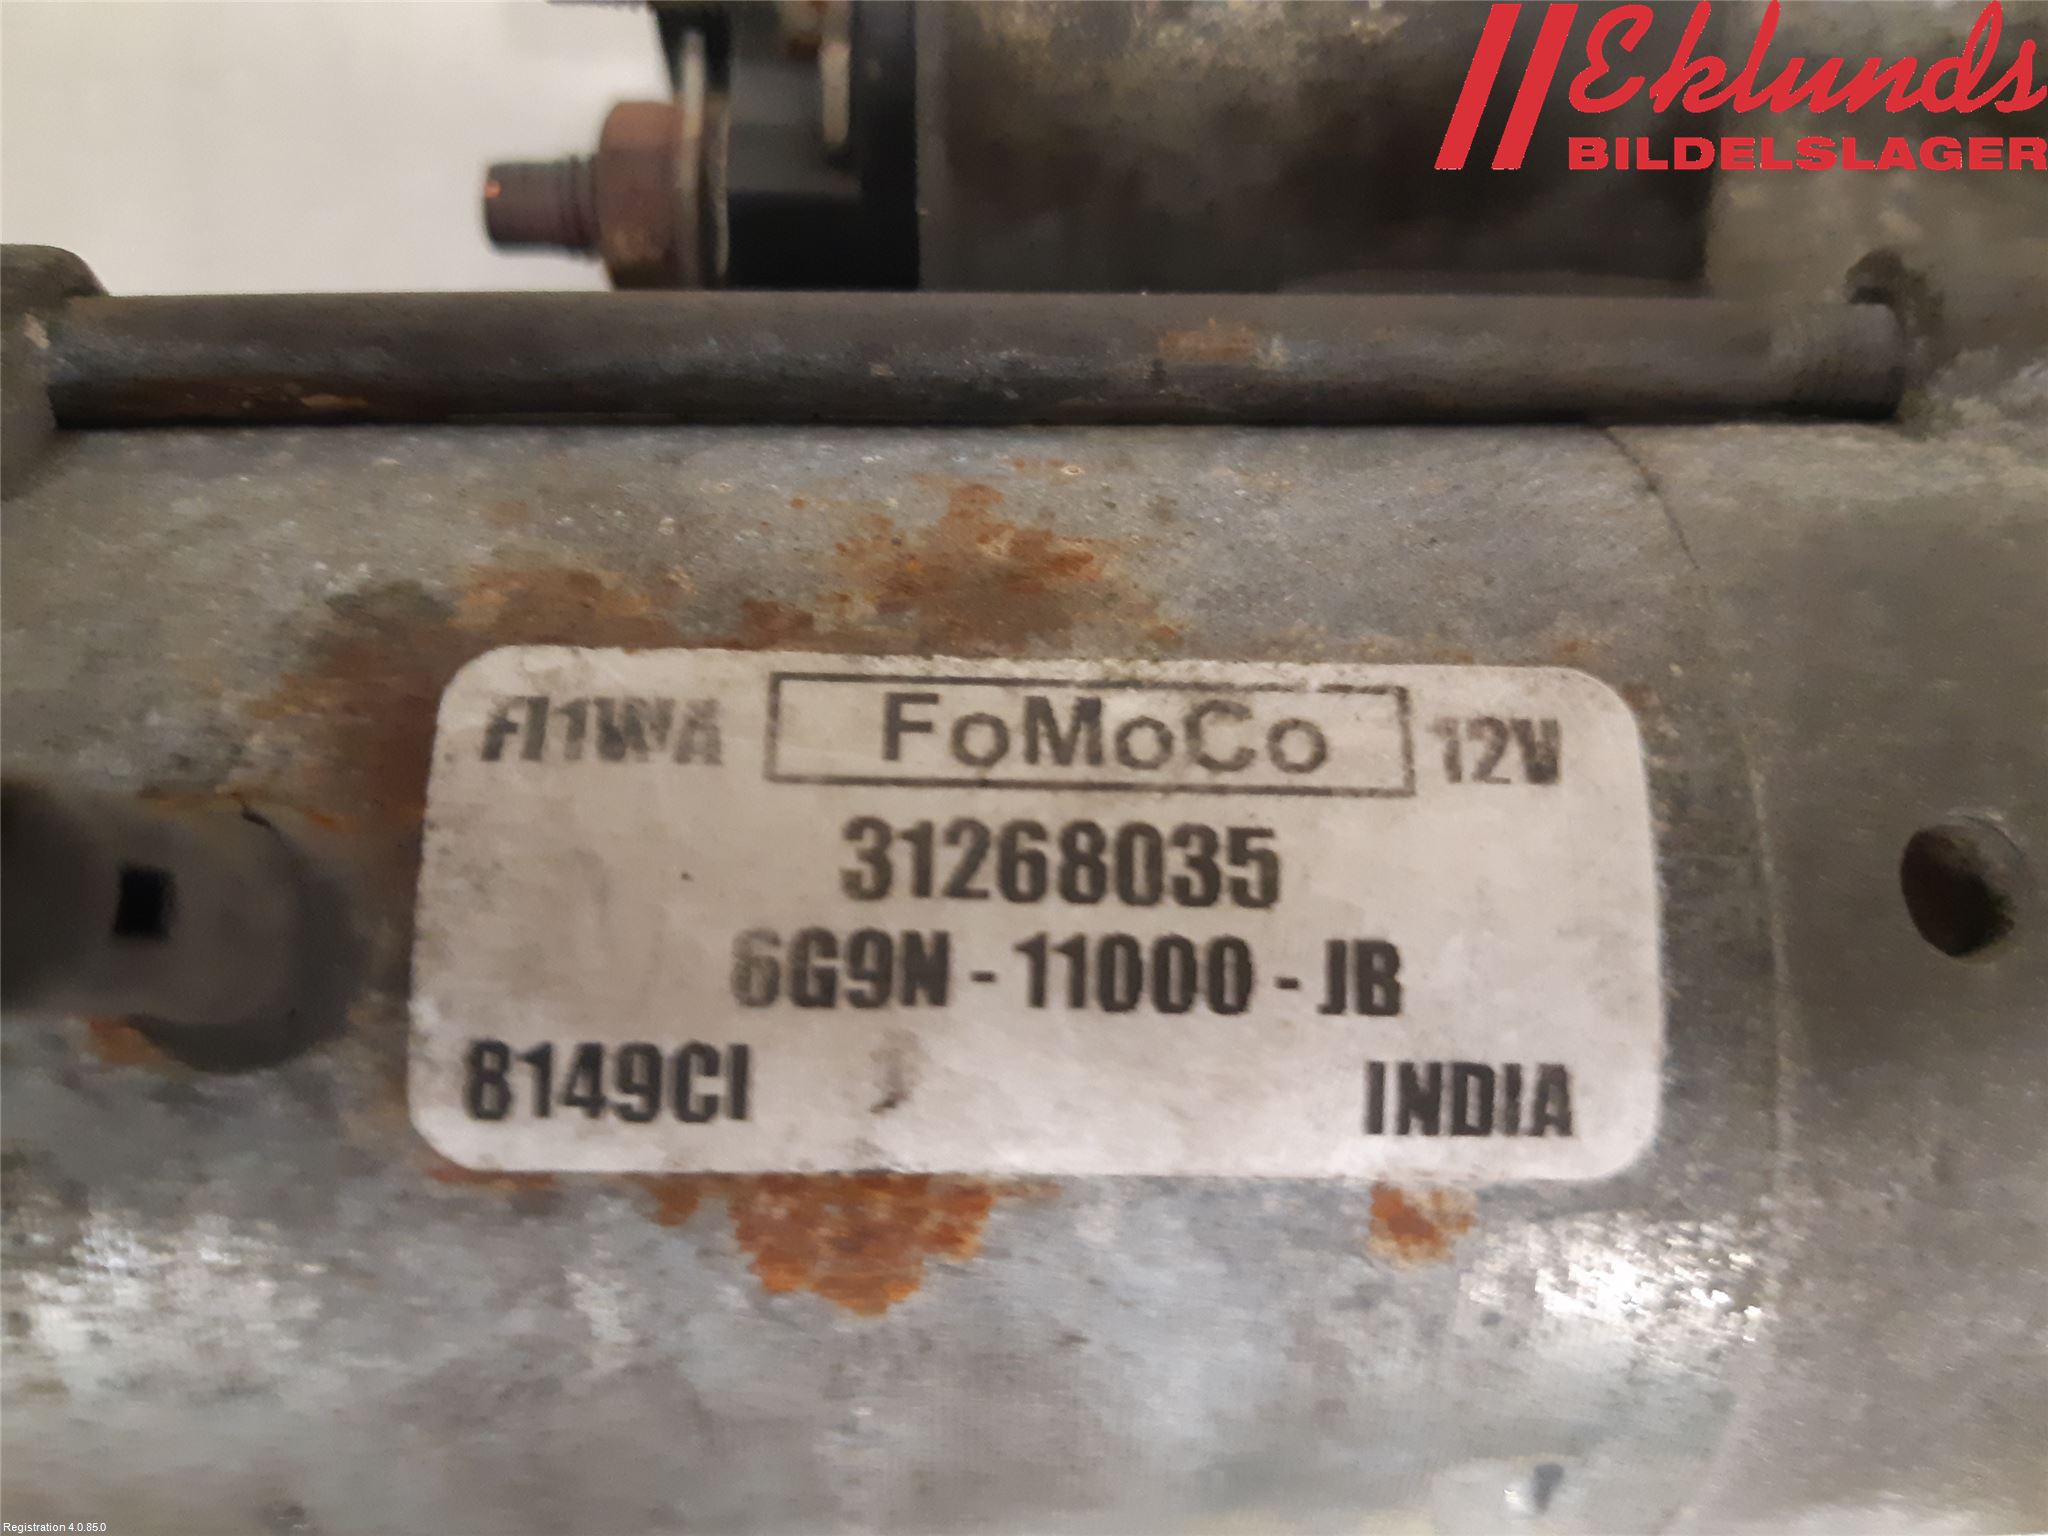 Eklunds
BILDELSLAGER
FoMoCo 12V
31268035
6G9N-11000-JB
8149CI INDIA
Registration 4.0.85.0